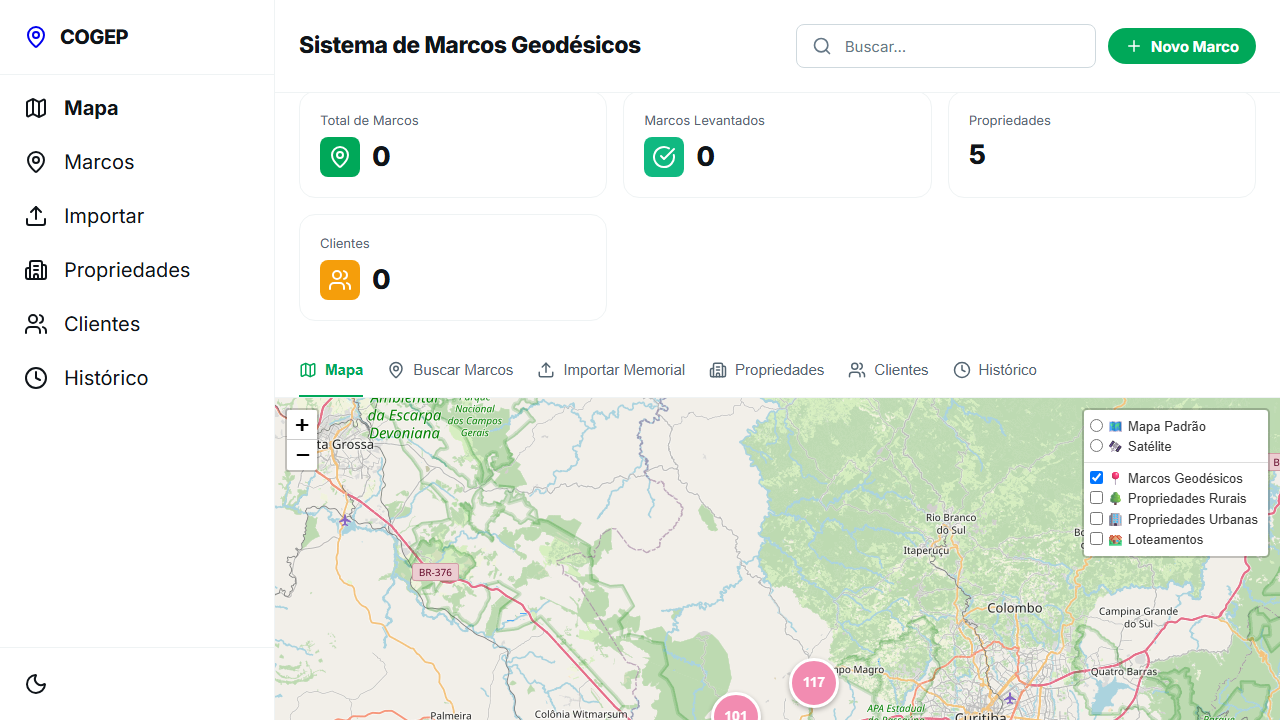 COGEP
Mapa
Marcos
Importar
Propriedades
Clientes
Histórico
Sistema de Marcos Geodésicos
Buscar...
Novo Marco
Total de Marcos
0
Marcos Levantados
0
Propriedades
5
Clientes
0
Mapa
Buscar Marcos
Importar Memorial
Propriedades
Clientes
Histórico
+
−
Mapa Padrão
Satélite
Marcos Geodésicos
Propriedades Rurais
Propriedades Urbanas
Loteamentos
Ambiental
da Escarpa
Devoniana
Parque
Nacional
dos Campos
Gerais
ta Grossa
BR-376
Rio Branco
do Sul
Itaperuçu
Colombo
Campina Grande
do Sul
Quatro Barras
mpo Magro
117
101
APA Estadual
Curitiba
Palmeira
Colônia Witmarsum
Parque